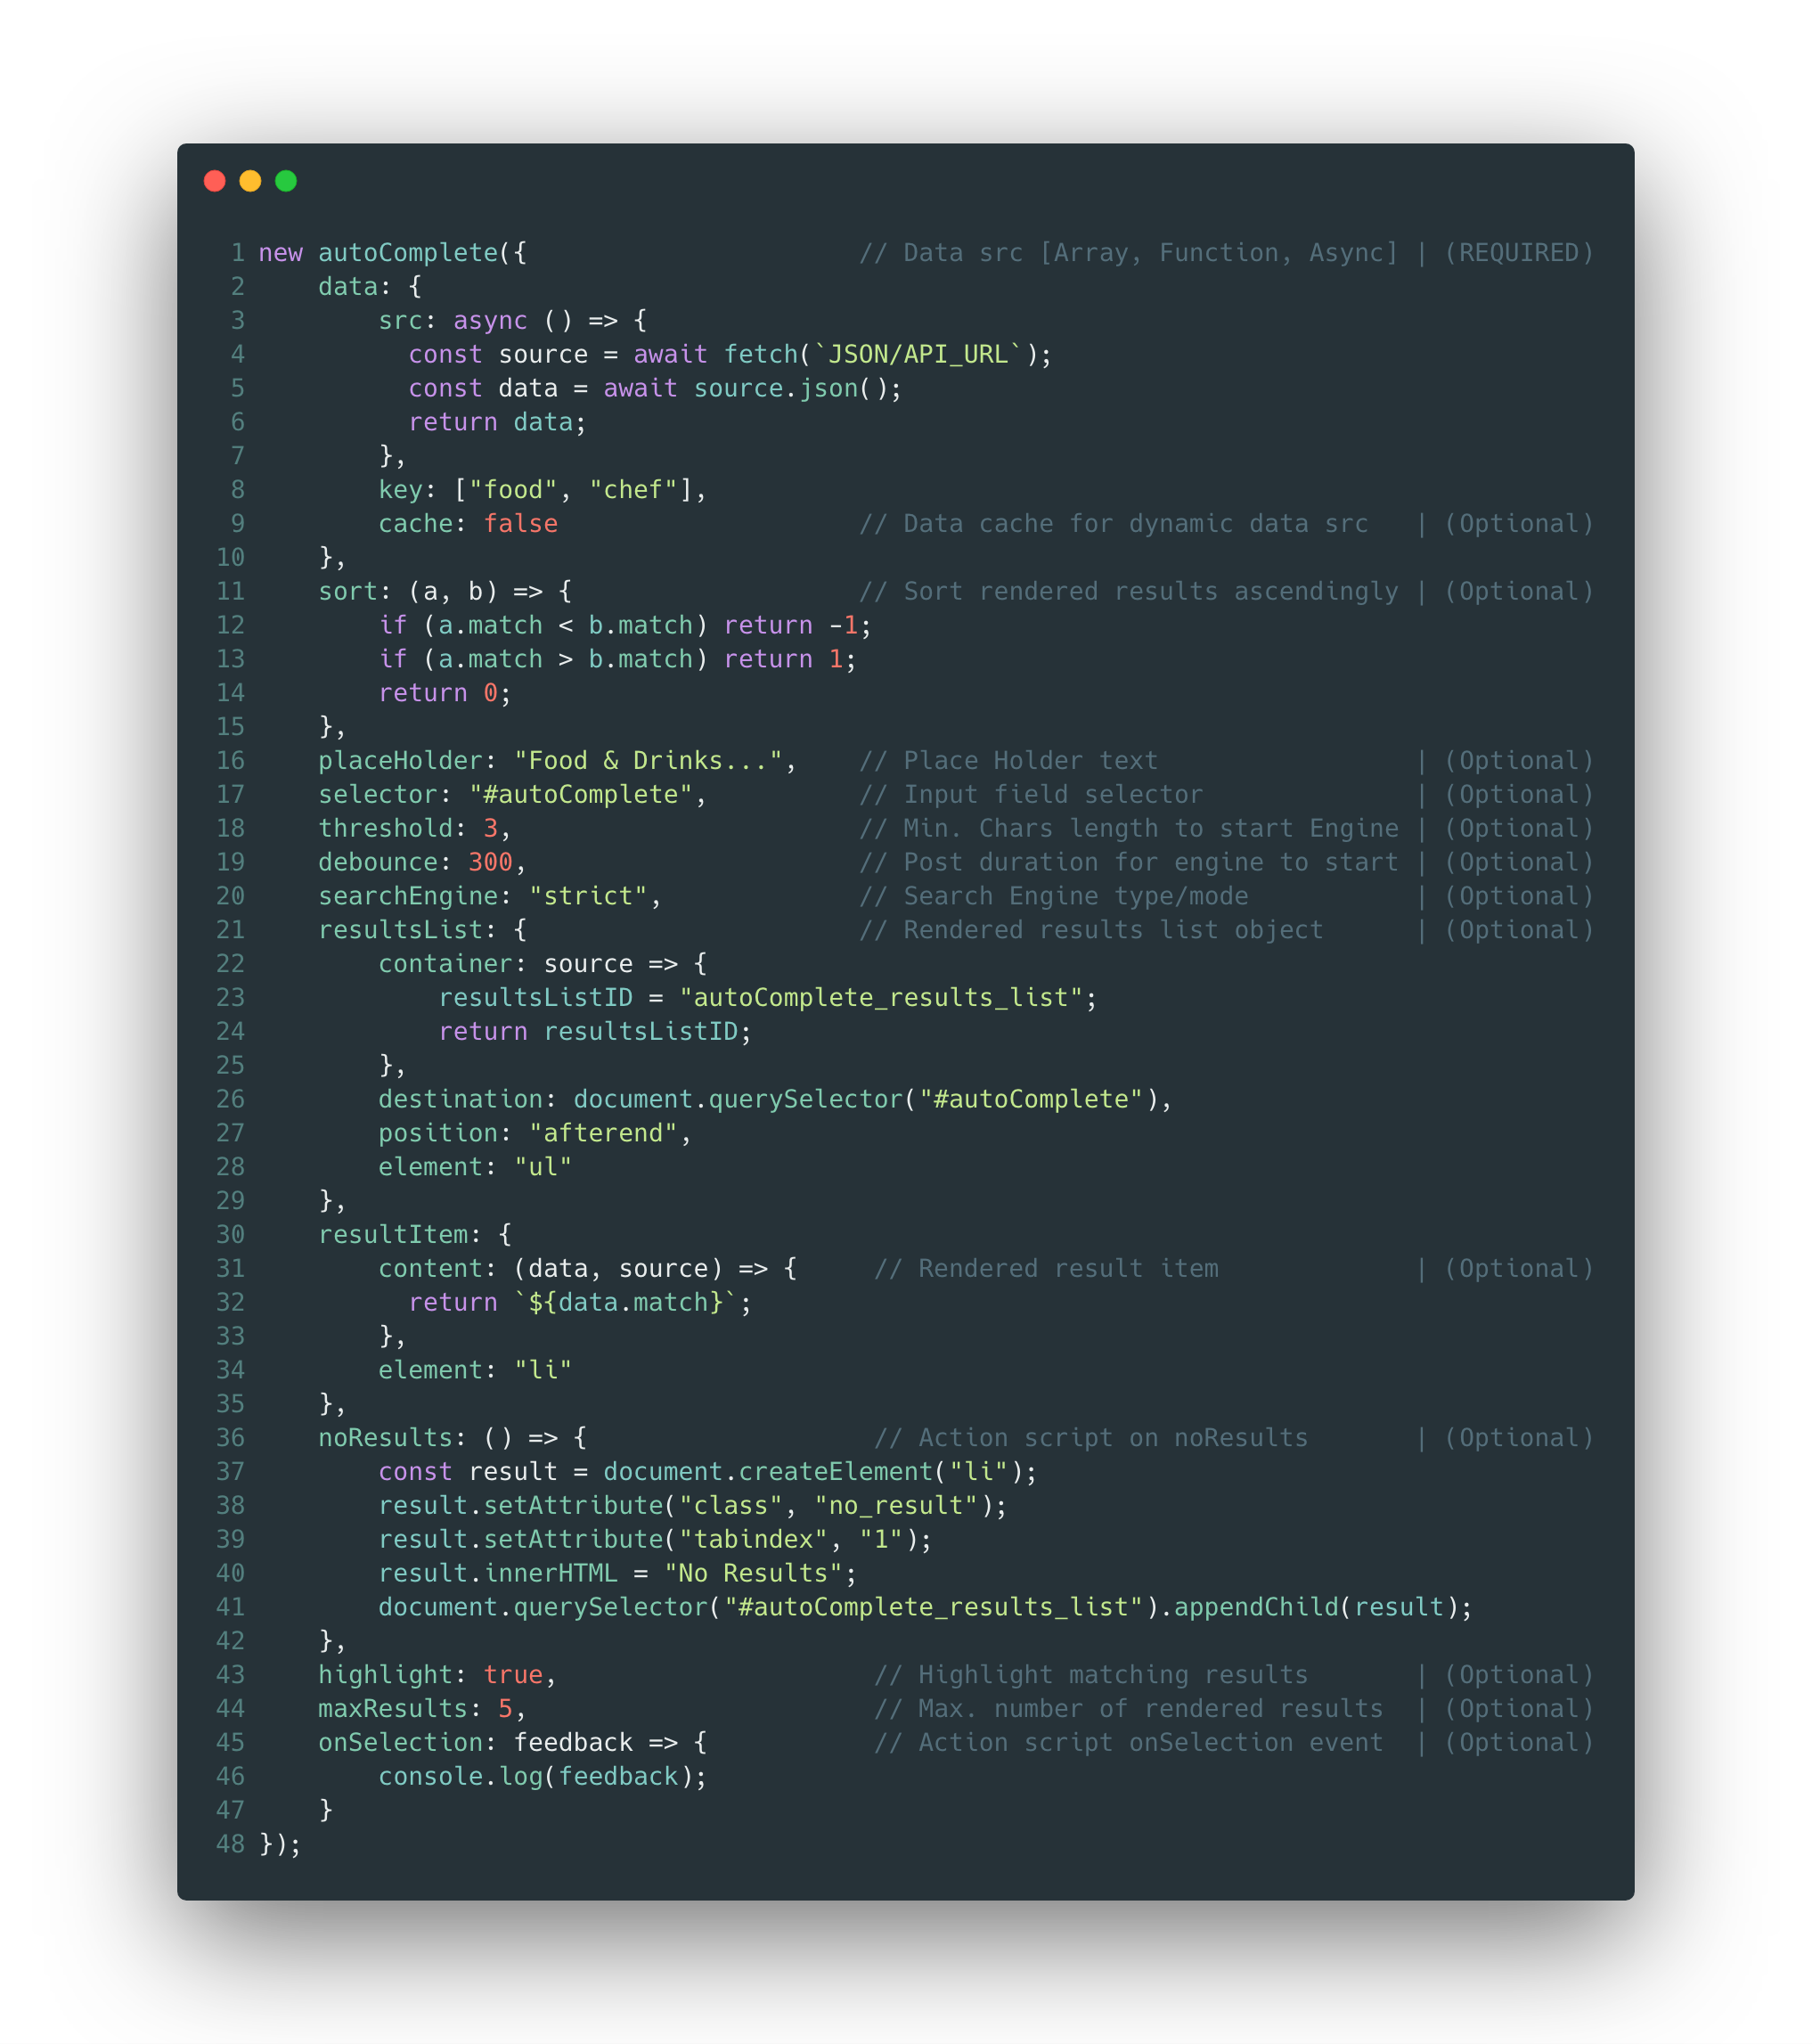 1 new autoComplete({                      // Data src [Array, Function, Async] | (REQUIRED)
2     data: {
3         src: async () => {
4           const source = await fetch(`JSON/API_URL`);
5           const data = await source.json();
6           return data;
7         },
8         key: ["food", "chef"],
9         cache: false                    // Data cache for dynamic data src   | (Optional)
10     },
11     sort: (a, b) => {                   // Sort rendered results ascendingly | (Optional)
12         if (a.match < b.match) return -1;
13         if (a.match > b.match) return 1;
14         return 0;
15     },
16     placeHolder: "Food & Drinks...",    // Place Holder text                 | (Optional)
17     selector: "#autoComplete",          // Input field selector              | (Optional)
18     threshold: 3,                       // Min. Chars length to start Engine | (Optional)
19     debounce: 300,                      // Post duration for engine to start | (Optional)
20     searchEngine: "strict",             // Search Engine type/mode           | (Optional)
21     resultsList: {                      // Rendered results list object      | (Optional)
22         container: source => {
23             resultsListID = "autoComplete_results_list";
24             return resultsListID;
25         },
26         destination: document.querySelector("#autoComplete"),
27         position: "afterend",
28         element: "ul"
29     },
30     resultItem: {
31         content: (data, source) => {     // Rendered result item             | (Optional)
32           return `${data.match}`;
33         },
34         element: "li"
35     },
36     noResults: () => {                   // Action script on noResults       | (Optional)
37         const result = document.createElement("li");
38         result.setAttribute("class", "no_result");
39         result.setAttribute("tabindex", "1");
40         result.innerHTML = "No Results";
41         document.querySelector("#autoComplete_results_list").appendChild(result);
42     },
43     highlight: true,                     // Highlight matching results       | (Optional)
44     maxResults: 5,                       // Max. number of rendered results  | (Optional)
45     onSelection: feedback => {           // Action script onSelection event  | (Optional)
46         console.log(feedback);
47     }
48 });